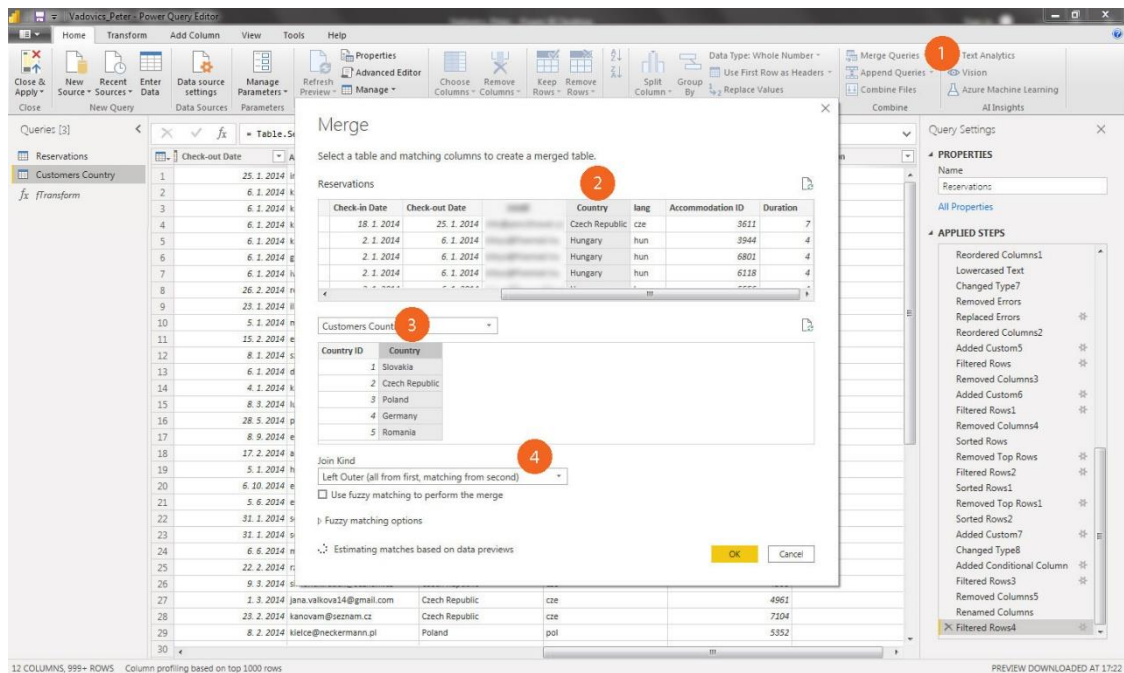 Vadovics_Peter - Power Query Editor
Home Transform Add Column View Tools Help
Close & Apply
New Source
Recent Sources
Enter Data
Data source settings
Manage Parameters
Refresh Preview
Properties
Advanced Editor
Manage
Choose Columns
Remove Columns
Keep Rows
Remove Rows
Split Column
Group By
Data Type: Whole Number
Use First Row as Headers
Replace Values
Merge Queries
Append Queries
Combine Files
1
Text Analytics
Vision
Azure Machine Learning
Close New Query Data Sources Parameters Combine AI Insights
Queries [3]
Reservations
Customers Country
fx fTransform
fx
Check-out Date
1 25. 1. 2014
2 6. 1. 2014
3 6. 1. 2014
4 6. 1. 2014
5 6. 1. 2014
6 6. 1. 2014
7 6. 1. 2014
8 26. 2. 2014
9 23. 1. 2014
10 5. 1. 2014
11 15. 2. 2014
12 8. 1. 2014
13 6. 1. 2014
14 4. 1. 2014
15 8. 3. 2014
16 28. 5. 2014
17 8. 9. 2014
18 17. 2. 2014
19 5. 1. 2014
20 6. 10. 2014
21 5. 6. 2014
22 31. 1. 2014
23 31. 1. 2014
24 6. 6. 2014
25 22. 2. 2014
26 9. 3. 2014
27 1. 3. 2014 jana.valkova14@gmail.com Czech Republic cze 4961
28 23. 2. 2014 kanovam@seznam.cz Czech Republic cze 7104
29 8. 2. 2014 kielce@neckermann.pl Poland pol 5352
30
Merge
Select a table and matching columns to create a merged table.
Reservations
2
Check-in Date Check-out Date Country lang Accommodation ID Duration
18. 1. 2014 25. 1. 2014 Czech Republic cze 3611 7
2. 1. 2014 6. 1. 2014 Hungary hun 3944 4
2. 1. 2014 6. 1. 2014 Hungary hun 6801 4
2. 1. 2014 6. 1. 2014 Hungary hun 6118 4
Customers
3
Country ID Country
1 Slovakia
2 Czech Republic
3 Poland
4 Germany
5 Romania
4
Join Kind
Left Outer (all from first, matching from second)
Use fuzzy matching to perform the merge
Fuzzy matching options
Estimating matches based on data previews
OK Cancel
Query Settings
PROPERTIES
Name
Reservations
All Properties
APPLIED STEPS
Reordered Columns1
Lowercased Text
Changed Type7
Removed Errors
Replaced Errors
Reordered Columns2
Added Custom5
Filtered Rows
Removed Columns3
Added Custom6
Filtered Rows1
Removed Columns4
Sorted Rows
Removed Top Rows
Filtered Rows2
Sorted Rows1
Removed Top Rows1
Sorted Rows2
Added Custom7
Changed Type8
Added Conditional Column
Filtered Rows3
Removed Columns5
Renamed Columns
Filtered Rows4
12 COLUMNS, 999+ ROWS Column profiling based on top 1000 rows
PREVIEW DOWNLOADED AT 17:22